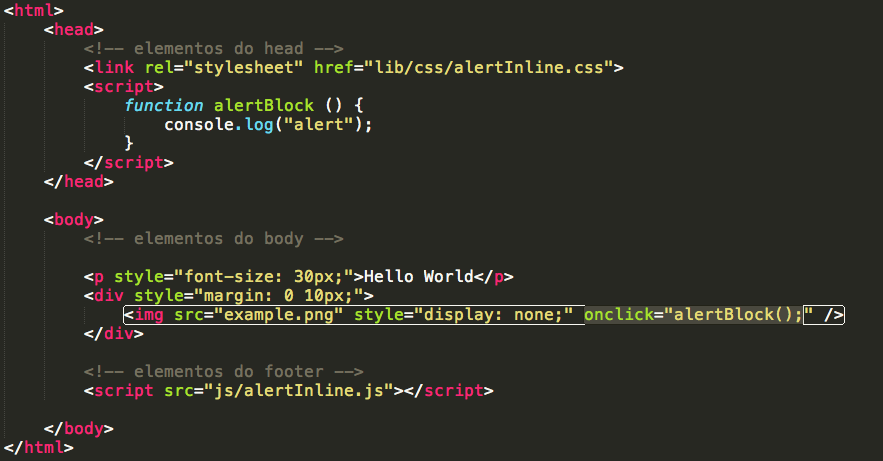 <html>
    <head>
        <!-- elementos do head -->
        <link rel="stylesheet" href="lib/css/alertInline.css">
        <script>
            function alertBlock () {
                console.log("alert");
            }
        </script>
    </head>

    <body>
        <!-- elementos do body -->

        <p style="font-size: 30px;">Hello World</p>
        <div style="margin: 0 10px;">
            <img src="example.png" style="display: none;" onclick="alertBlock();" />
        </div>

        <!-- elementos do footer -->
        <script src="js/alertInline.js"></script>

    </body>
</html>